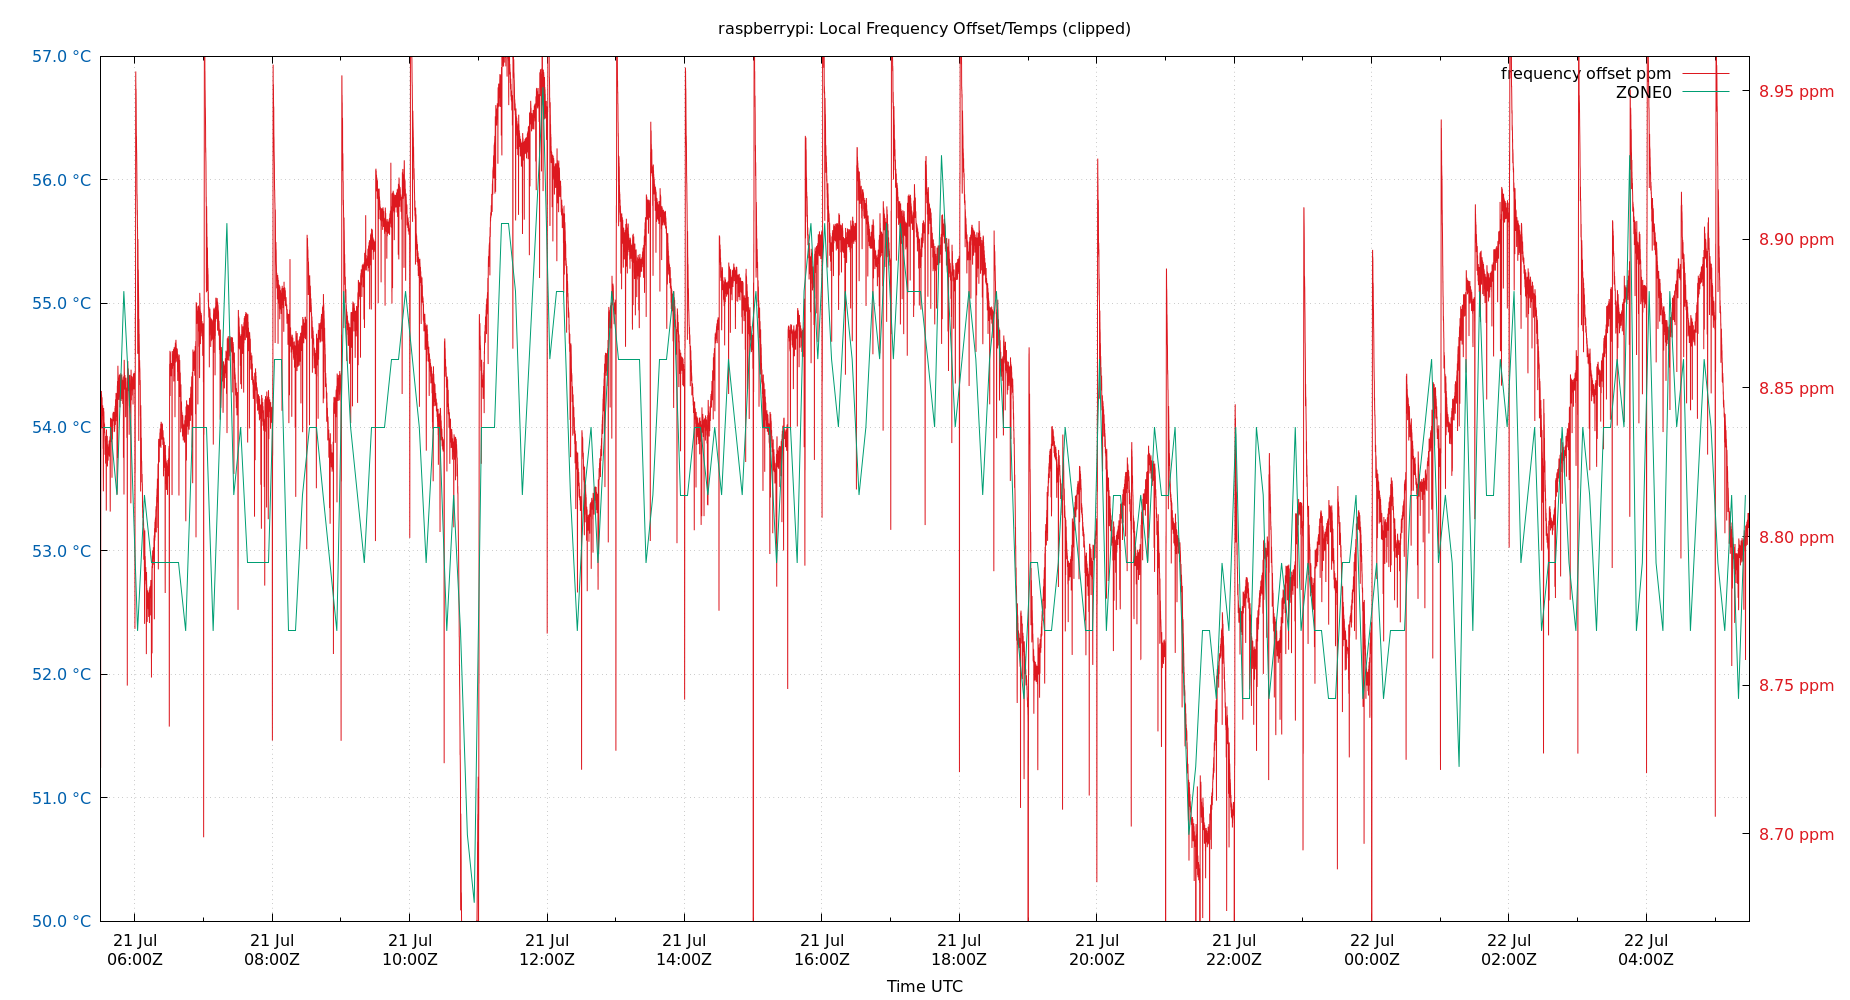 raspberrypi: Local Frequency Offset/Temps (clipped)
57.0 °C
56.0 °C
55.0 °C
54.0 °C
53.0 °C
52.0 °C
51.0 °C
50.0 °C
frequency offset ppm
ZONE0
8.95 ppm
8.90 ppm
8.85 ppm
8.80 ppm
8.75 ppm
8.70 ppm
21 Jul
06:00Z
21 Jul
08:00Z
21 Jul
10:00Z
21 Jul
12:00Z
21 Jul
14:00Z
21 Jul
16:00Z
21 Jul
18:00Z
21 Jul
20:00Z
21 Jul
22:00Z
22 Jul
00:00Z
22 Jul
02:00Z
22 Jul
04:00Z
Time UTC